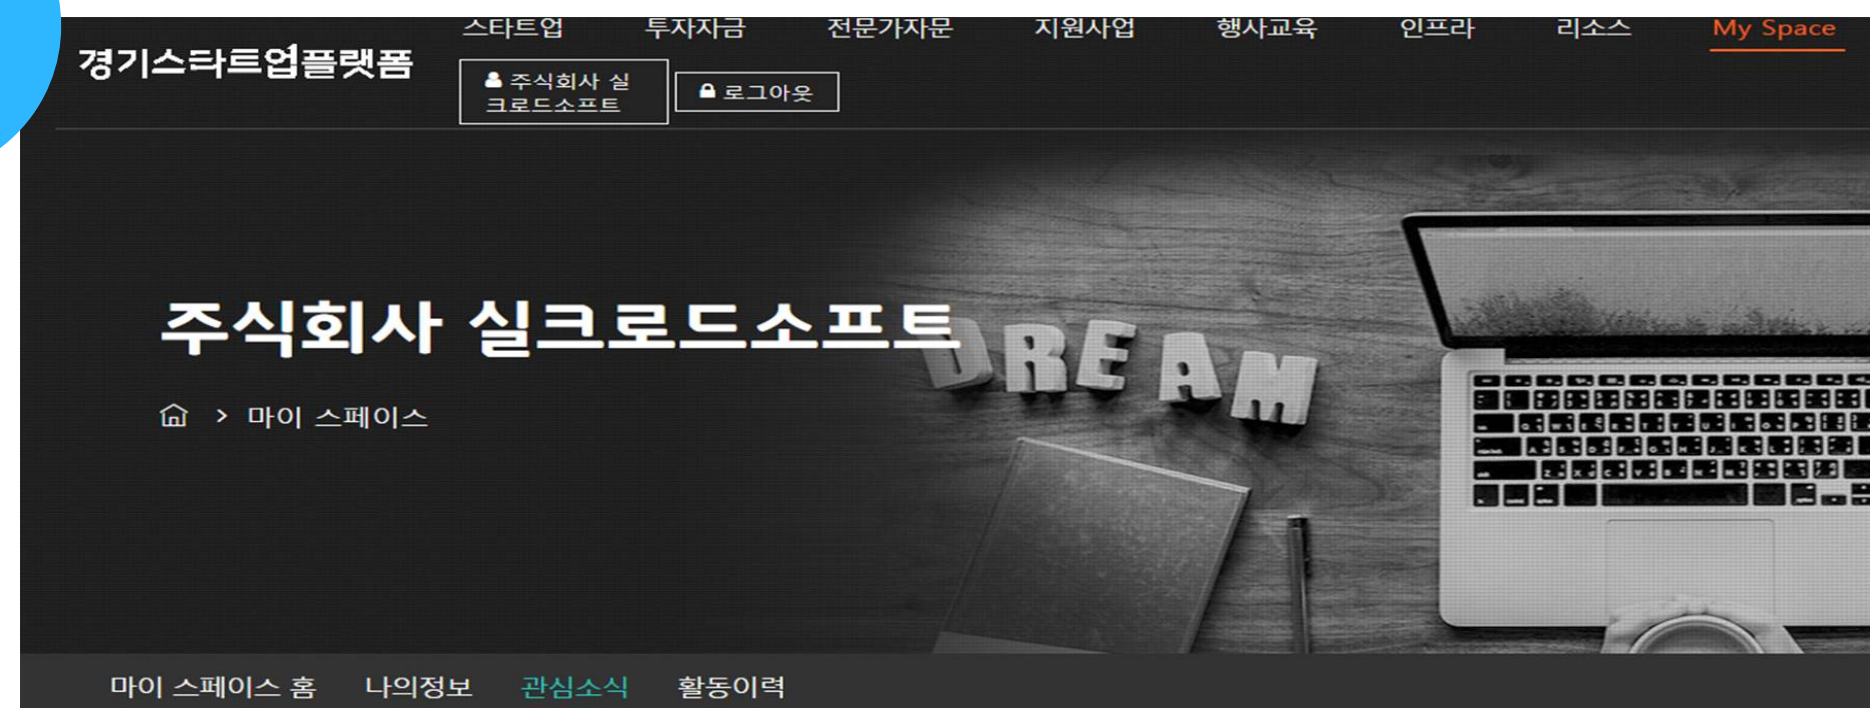 스타트업 투자자금 전문가자문 지원사업 행사교육 인프라 리소스 My Space
경기스타트업플랫폼
주식회사 실
크로드소프트
로그아웃
주식회사 실크로드소프트
DREAM
> 마이 스페이스
마이 스페이스 홈 나의정보 관심소식 활동이력